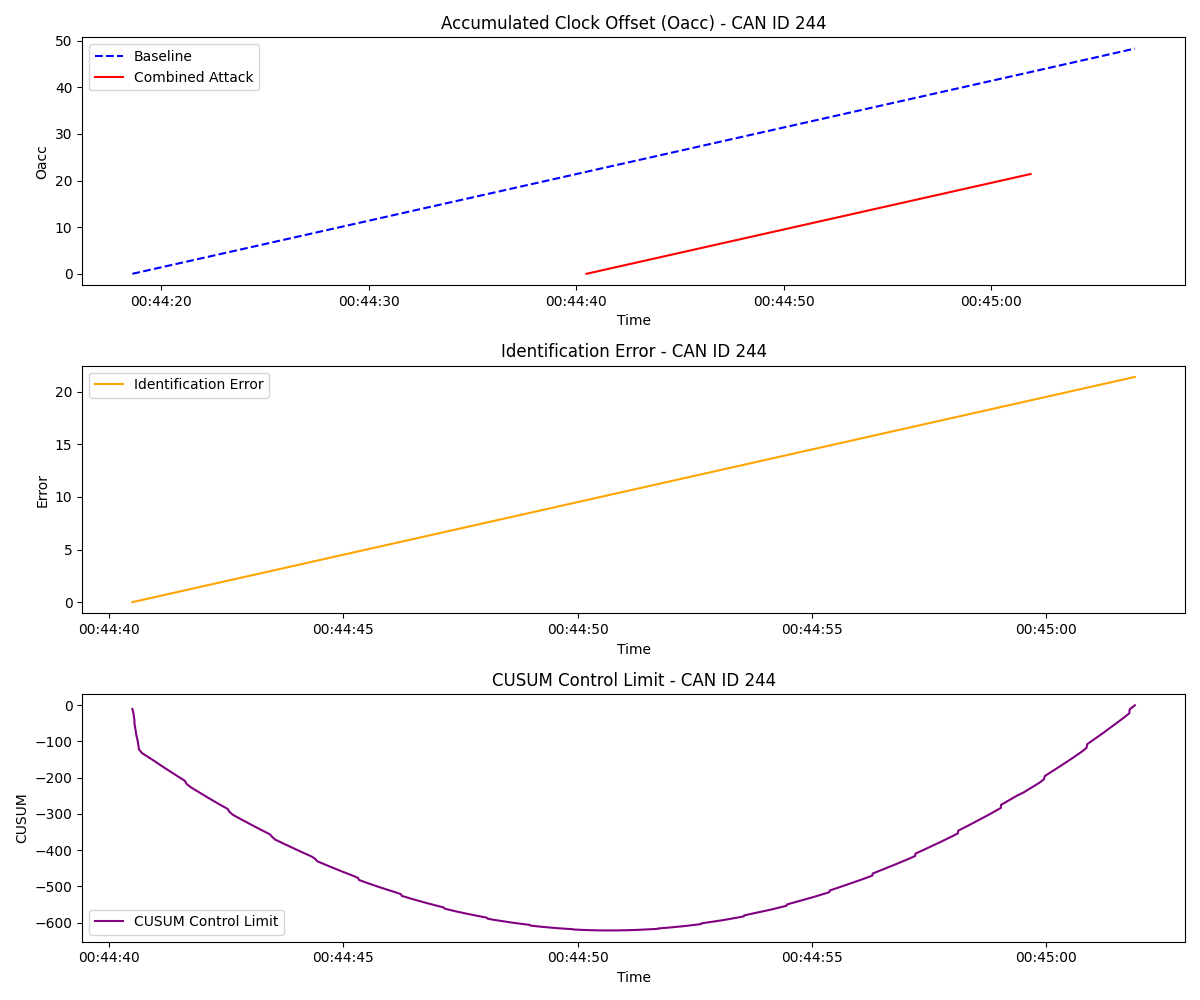 Accumulated Clock Offset (Oacc) - CAN ID 244
50
40
30
20
10
0
Oacc
Baseline
Combined Attack
00:44:20 00:44:30 00:44:40 00:44:50 00:45:00
Time
Identification Error - CAN ID 244
20
15
10
5
0
Error
Identification Error
00:44:40 00:44:45 00:44:50 00:44:55 00:45:00
Time
CUSUM Control Limit - CAN ID 244
0
−100
−200
−300
−400
−500
−600
CUSUM
CUSUM Control Limit
00:44:40 00:44:45 00:44:50 00:44:55 00:45:00
Time